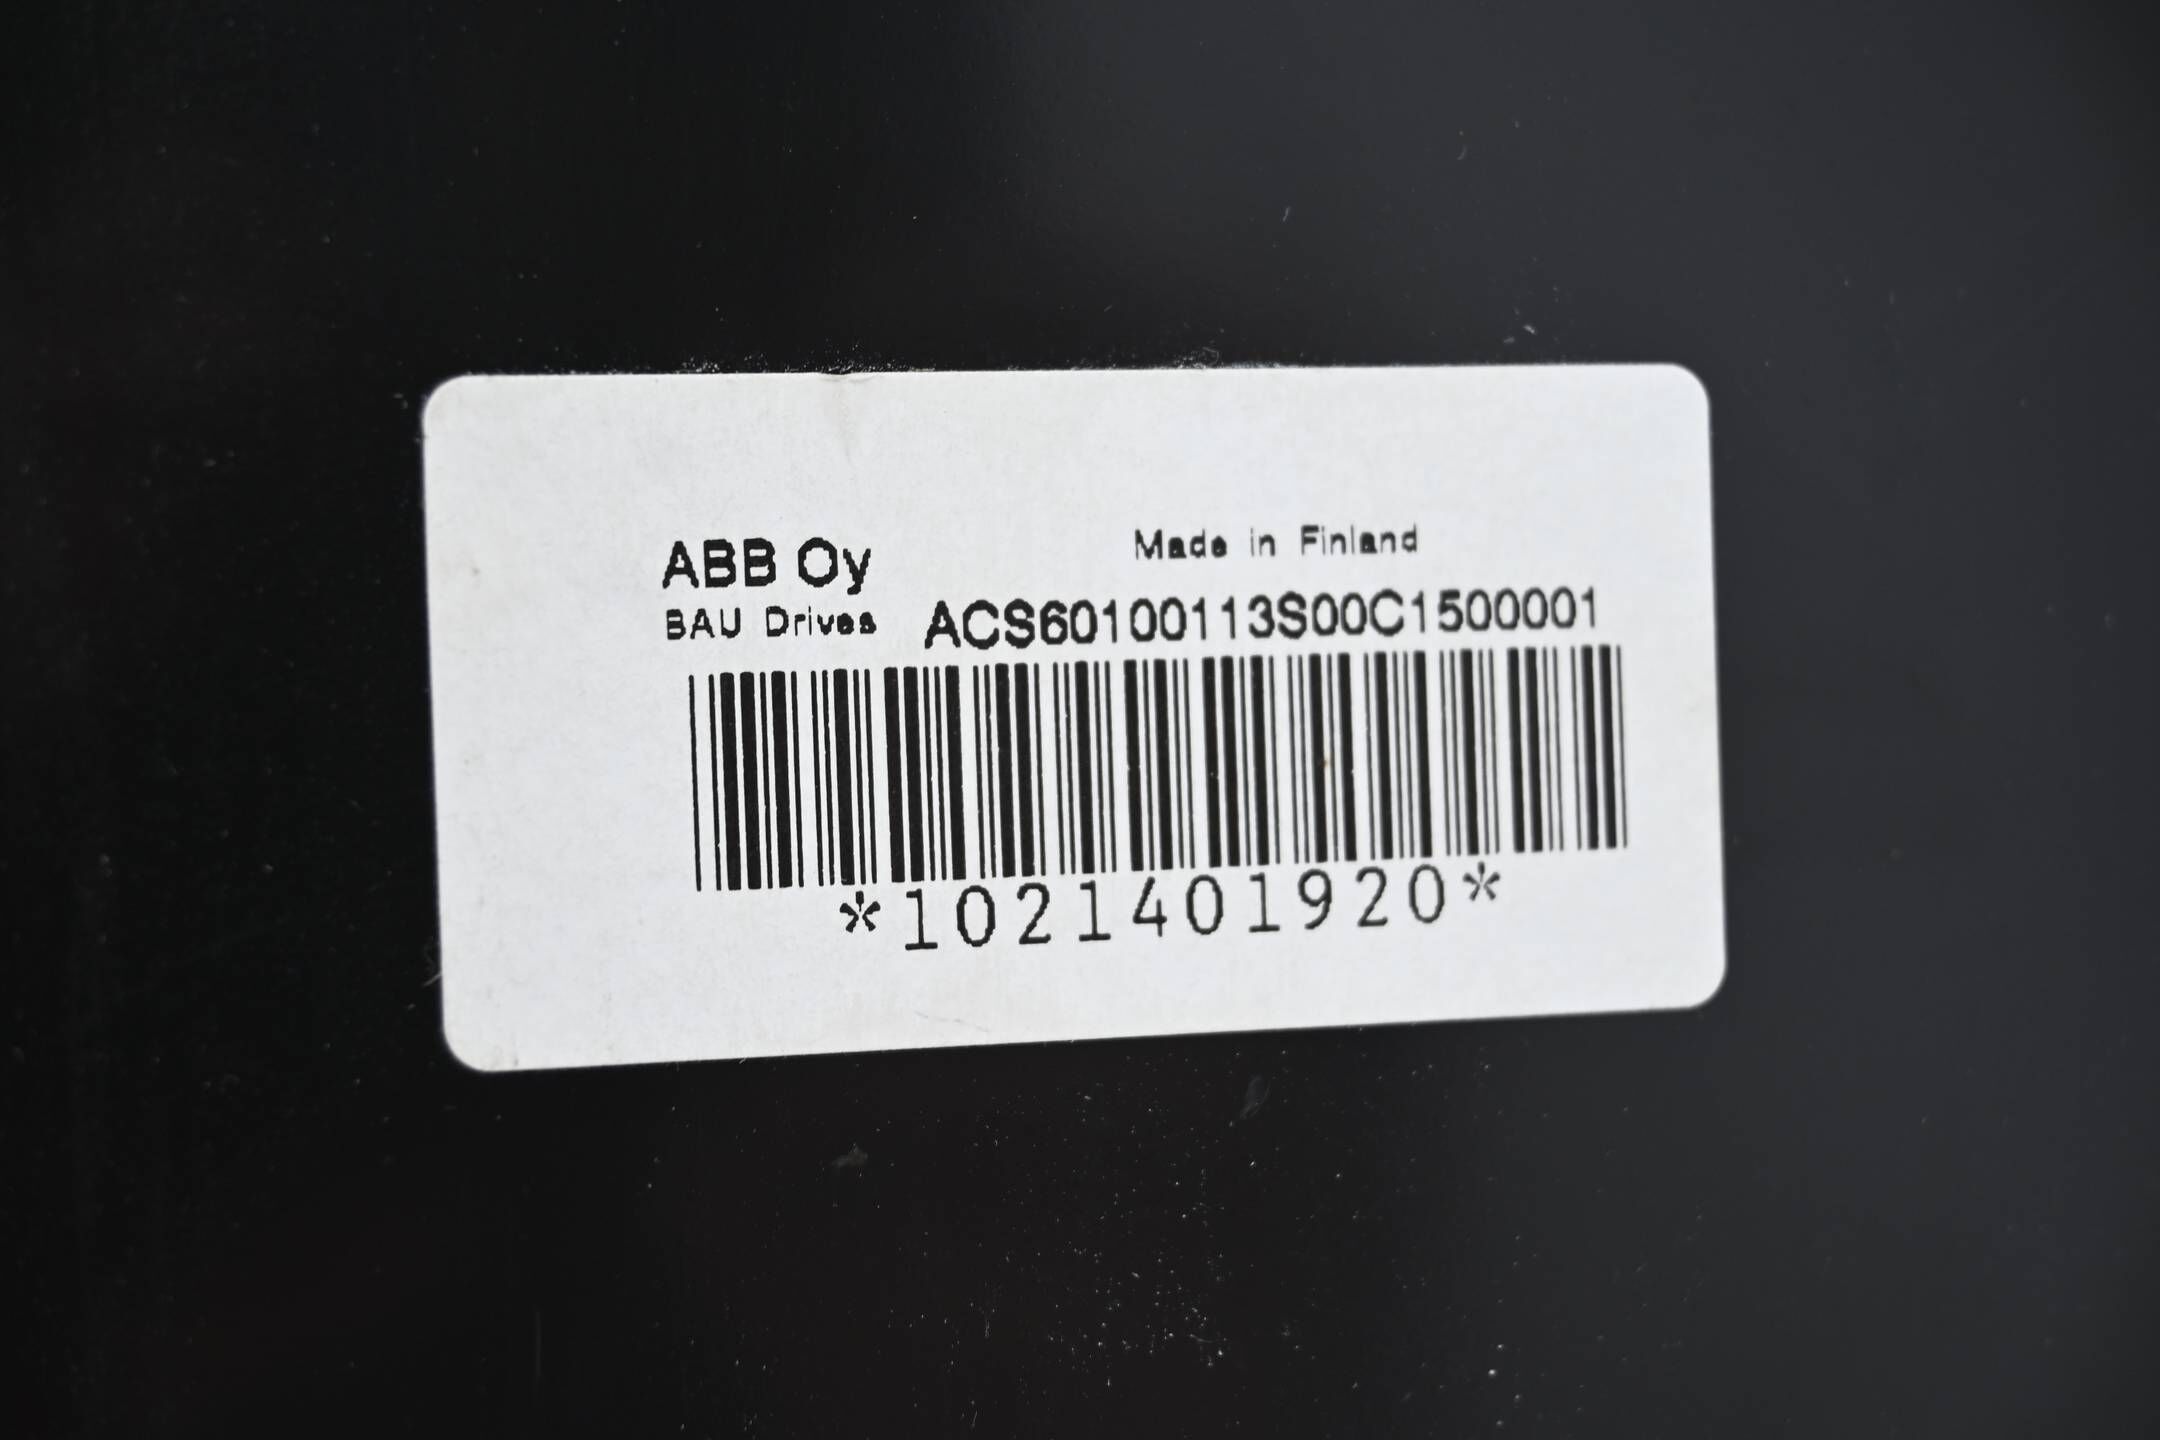 ABB Oy
Made in Finland
BAU Drives ACS60100113S00C1500001
*1021401920*